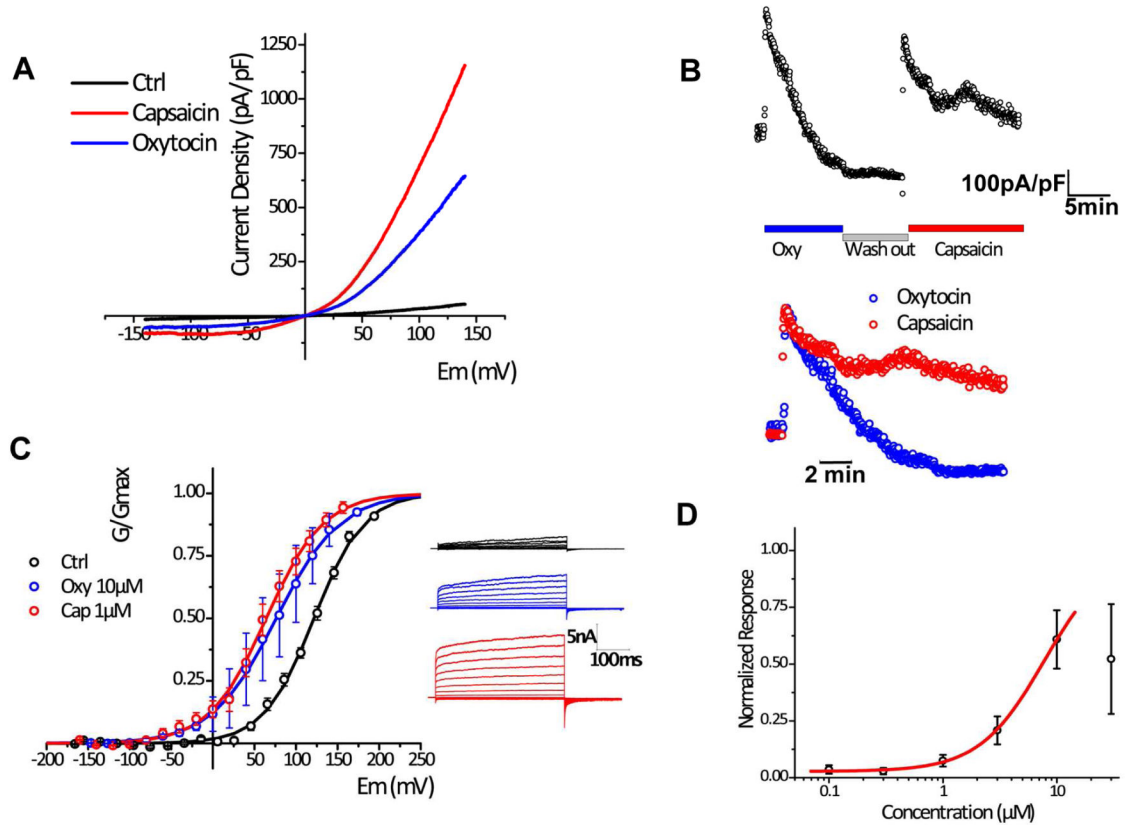 A
Ctrl
Capsaicin
Oxytocin
Current Density (pA/pF)
1250
1000
750
500
250
-150
-75
50
100
150
Em (mV)
B
100pA/pF
5min
Oxy
Wash out
Capsaicin
Oxytocin
Capsaicin
2 min
C
G/Gmax
1.00
0.75
0.50
0.25
Ctrl
Oxy 10µM
Cap 1µM
-200
-150
-100
-50
50
100
150
200
250
Em (mV)
5nA
100ms
D
Normalized Response
1.00
0.75
0.50
0.25
0.00
0.1
1
10
Concentration (µM)